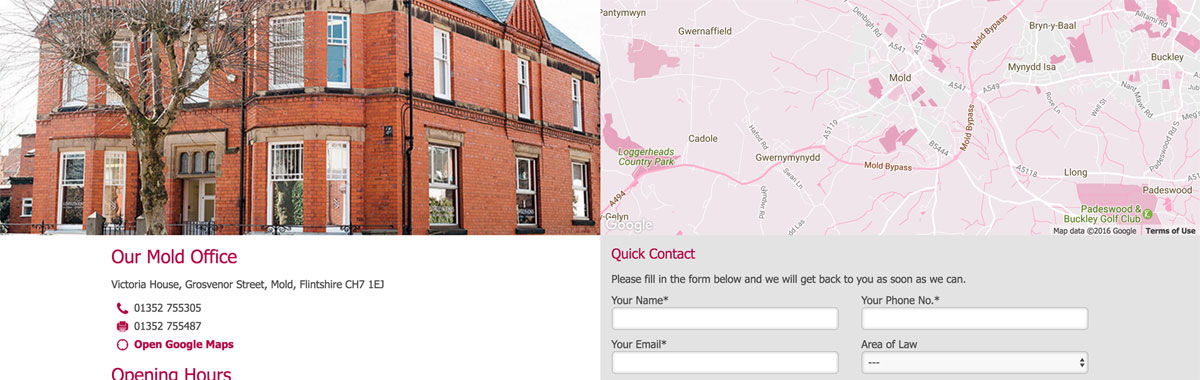 Pantymwyn
Gwernaffield
Denbigh Rd
A541
A5119
Mold
A541
A549
Mold Bypass
Bryn-y-Baal
Alltami Rd
Mynydd Isa
Buckley
Nant Mawr Rd
Rose Ln
Well St
Padeswood Rd S
Cadole
Hafod Rd
A5119
B5444
Mold Bypass
Loggerheads
Country Park
Gwernymynydd
Mold Bypass
Swan Ln
Llong
A5118
A494
Padeswood
Padeswood &
Buckley Golf Club
Google
Map data ©2016 Google Terms of Use
Our Mold Office
Victoria House, Grosvenor Street, Mold, Flintshire CH7 1EJ
01352 755305
01352 755487
Open Google Maps
Opening Hours
Quick Contact
Please fill in the form below and we will get back to you as soon as we can.
Your Name*
Your Phone No.*
Your Email*
Area of Law
---